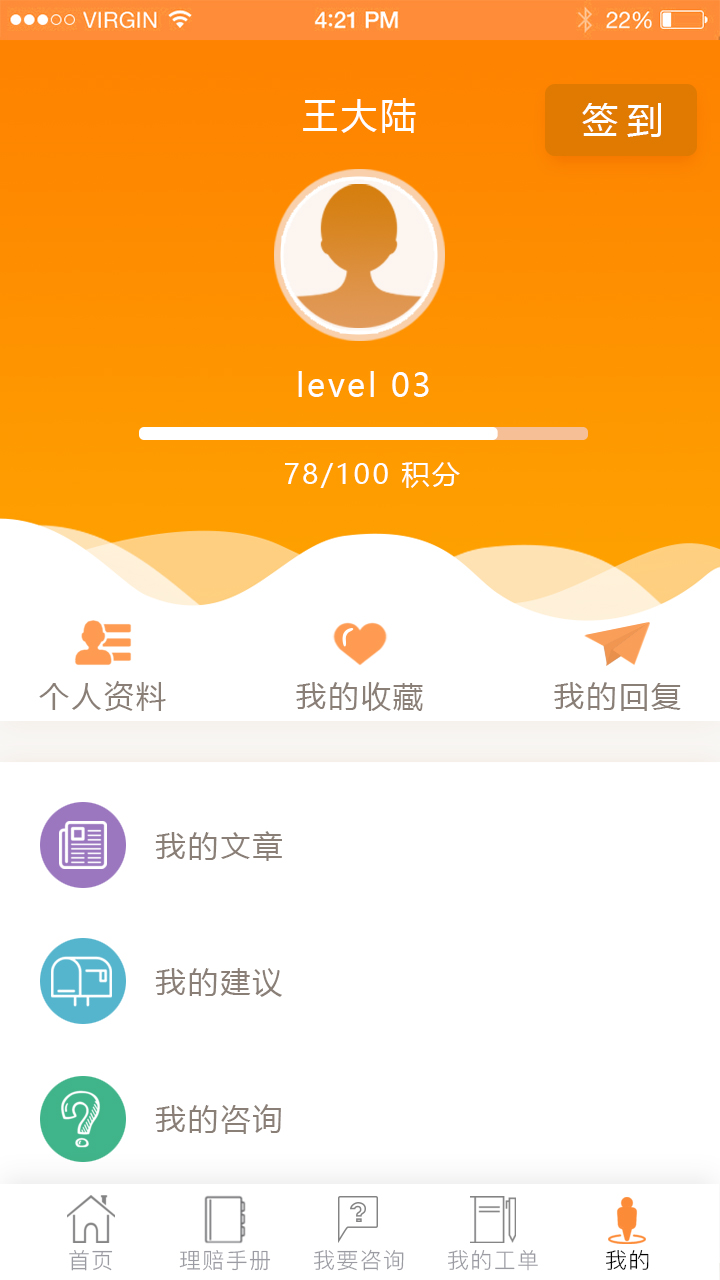 VIRGIN 4:21 PM 22%
王大陆
签到
level 03
78/100 积分
个人资料 我的收藏 我的回复
我的文章
我的建议
我的咨询
首页 理赔手册 我要咨询 我的工单 我的